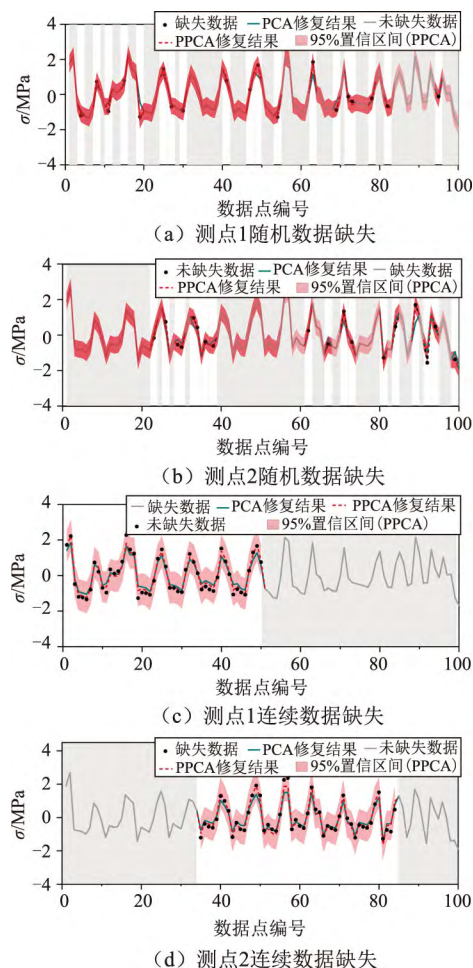 缺失数据 PCA修复结果 未缺失数据
PPCA修复结果 95%置信区间(PPCA)
4
2
0
−2
−4
σ/MPa
0 20 40 60 80 100
数据点编号
(a) 测点1随机数据缺失
未缺失数据 PCA修复结果 缺失数据
PPCA修复结果 95%置信区间(PPCA)
4
2
0
−2
−4
σ/MPa
0 20 40 60 80 100
数据点编号
(b) 测点2随机数据缺失
缺失数据 PCA修复结果 PPCA修复结果
未缺失数据 95%置信区间(PPCA)
4
2
0
−2
−4
σ/MPa
0 20 40 60 80 100
数据点编号
(c) 测点1连续数据缺失
缺失数据 PCA修复结果 未缺失数据
PPCA修复结果 95%置信区间(PPCA)
4
2
0
−2
−4
σ/MPa
0 20 40 60 80 100
数据点编号
(d) 测点2连续数据缺失